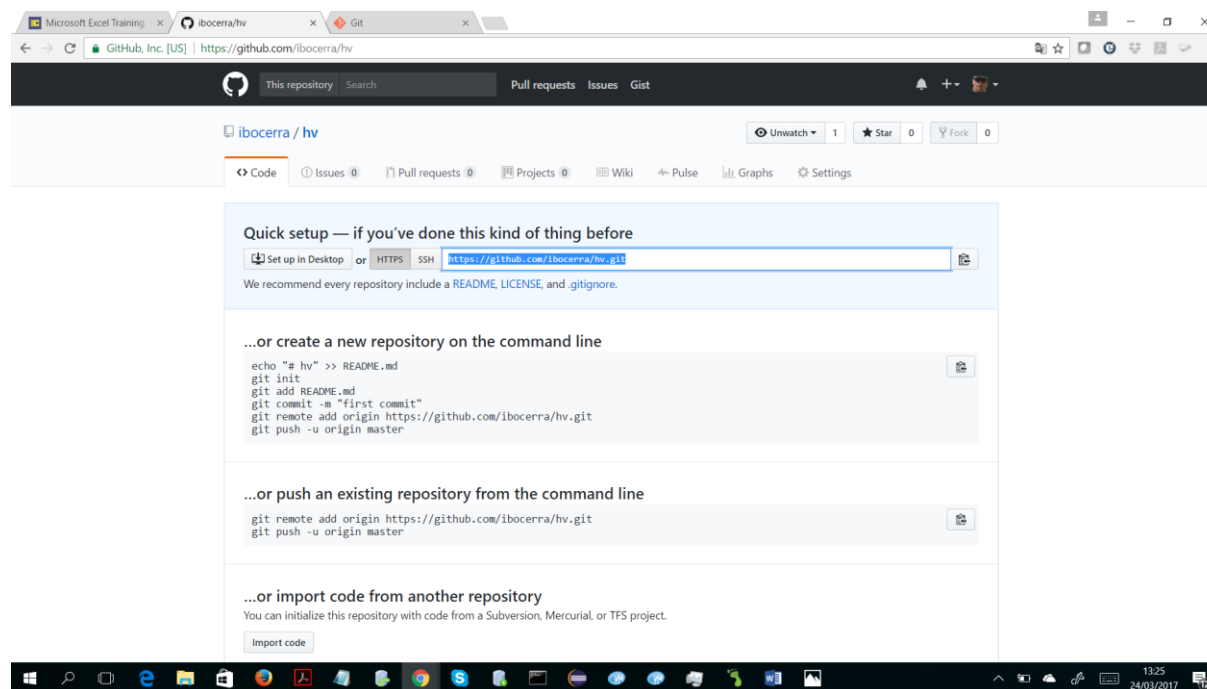 Microsoft Excel Training.
ibocerra/hv
Git
GitHub, Inc. [US] https://github.com/ibocerra/hv
This repository Search Pull requests Issues Gist
ibocerra / hv
Unwatch 1 Star 0 Fork 0
Code Issues 0 Pull requests 0 Projects 0 Wiki Pulse Graphs Settings
Quick setup — if you've done this kind of thing before
Set up in Desktop or HTTPS SSH https://github.com/ibocerra/hv.git
We recommend every repository include a README, LICENSE, and .gitignore.
...or create a new repository on the command line
echo "# hv" >> README.md
git init
git add README.md
git commit -m "first commit"
git remote add origin https://github.com/ibocerra/hv.git
git push -u origin master
...or push an existing repository from the command line
git remote add origin https://github.com/ibocerra/hv.git
git push -u origin master
...or import code from another repository
You can initialize this repository with code from a Subversion, Mercurial, or TFS project.
Import code
13:25
24/03/2017